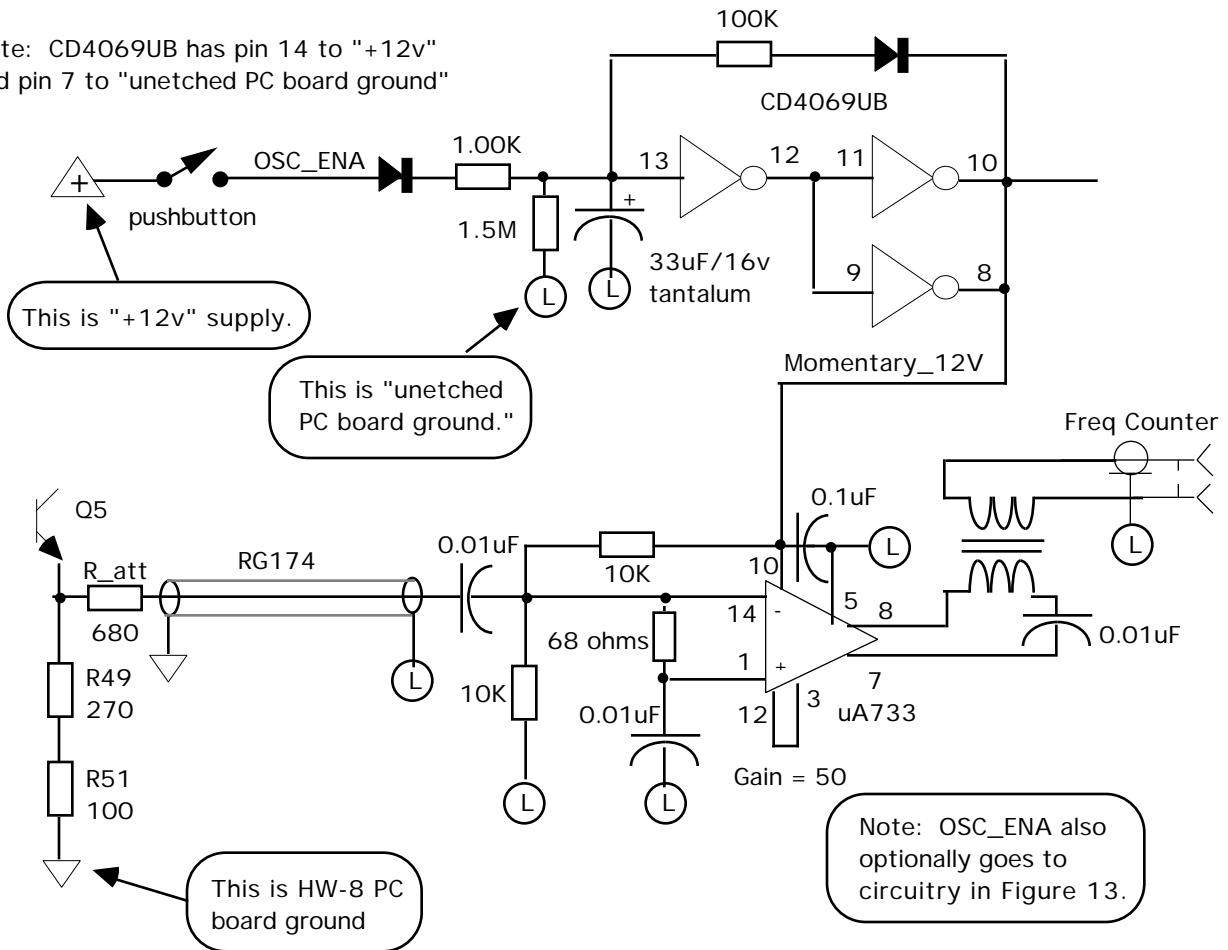 100K
te: CD4069UB has pin 14 to "+12v"
d pin 7 to "unetched PC board ground"
CD4069UB
OSC_ENA
1.00K
13
12
11
10
+
pushbutton
1.5M
+
33uF/16v
tantalum
9
8
L
L
This is "+12v" supply.
This is "unetched
PC board ground."
Momentary_12V
Freq Counter
Q5
0.1uF
L
L
R_att
RG174
0.01uF
10K
10
5
8
680
14
-
68 ohms
0.01uF
R49
270
L
10K
1
+
7
0.01uF
12
3
uA733
R51
100
L
L
Gain = 50
Note: OSC_ENA also
optionally goes to
circuitry in Figure 13.
This is HW-8 PC
board ground